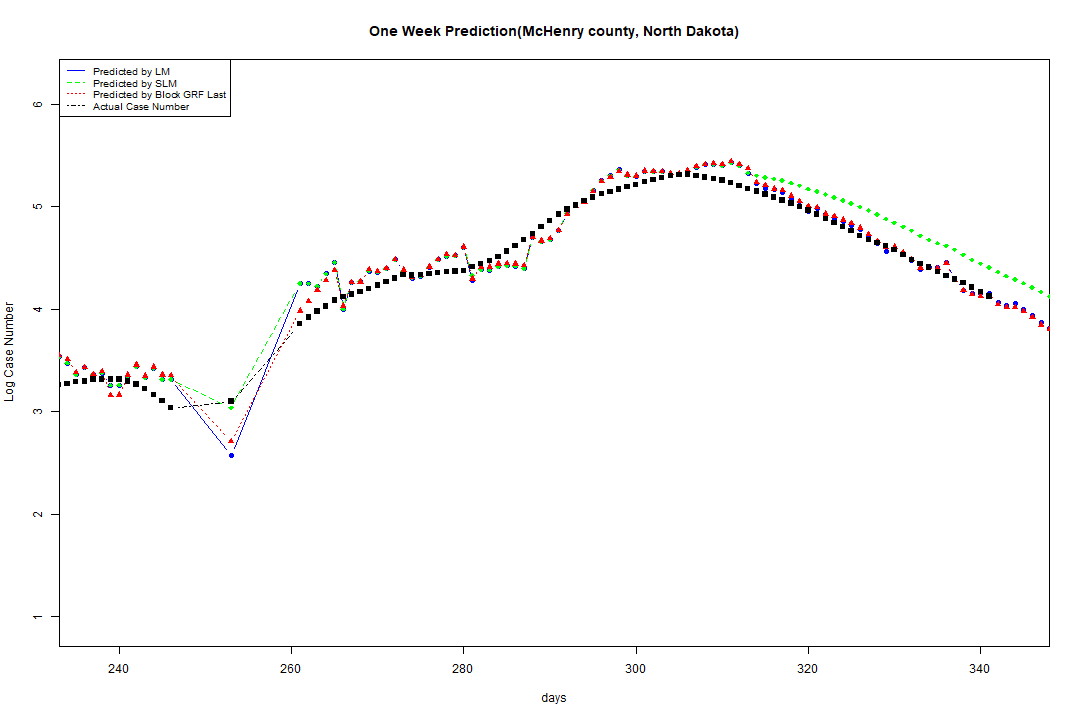 One Week Prediction(McHenry county, North Dakota)
Predicted by LM
Predicted by SLM
Predicted by Block GRF Last
Actual Case Number
Log Case Number
6
5
4
3
2
1
240 260 280 300 320 340
days